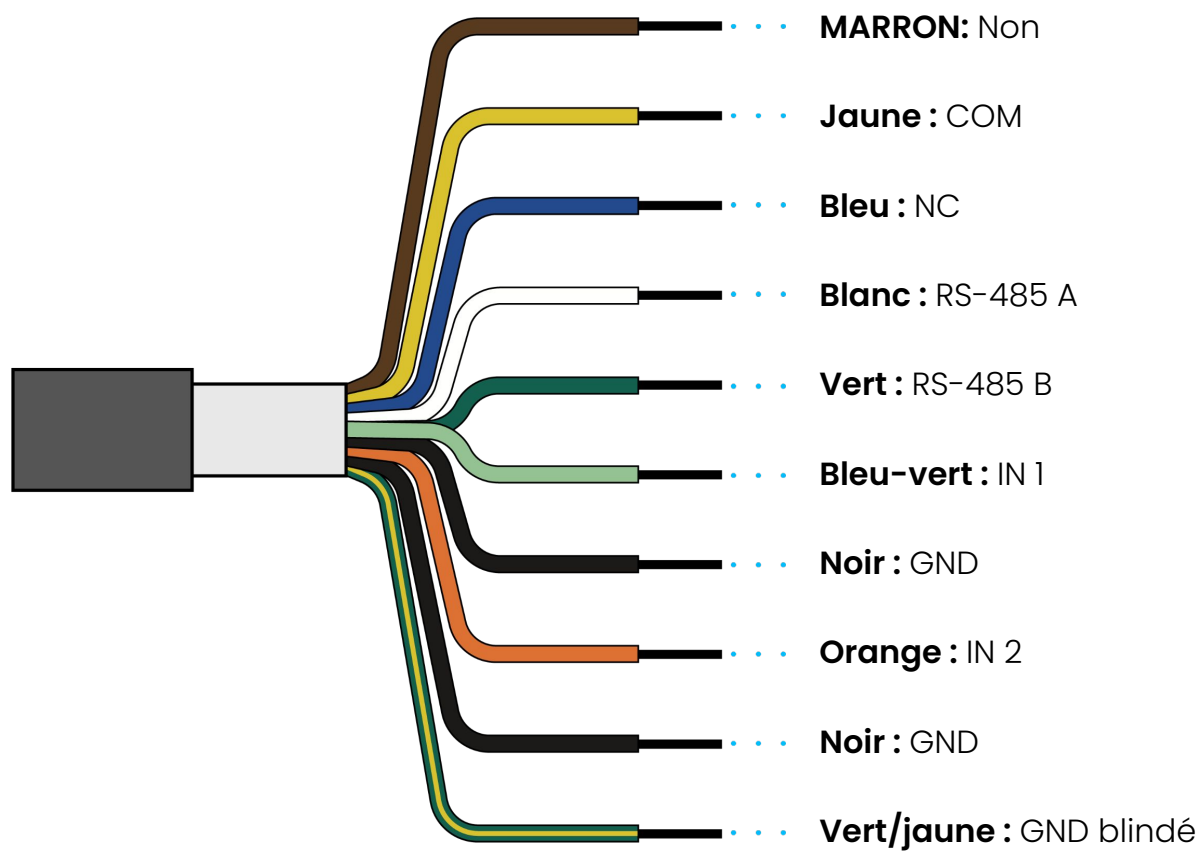 MARRON: Non
Jaune : COM
Bleu : NC
Blanc : RS-485 A
Vert : RS-485 B
Bleu-vert : IN 1
Noir : GND
Orange : IN 2
Noir : GND
Vert/jaune : GND blindé